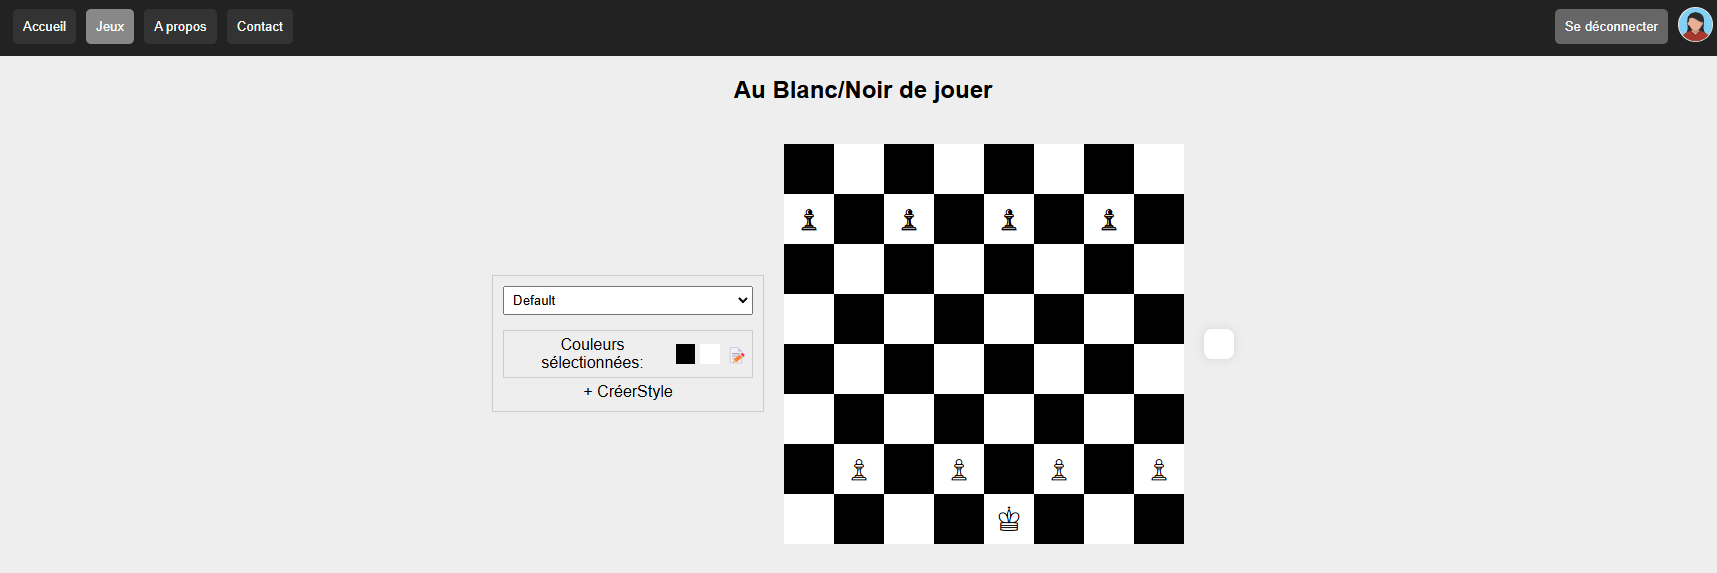 Accueil Jeux A propos Contact Se déconnecter
Au Blanc/Noir de jouer
Default
Couleurs
sélectionnées:
+ CréerStyle